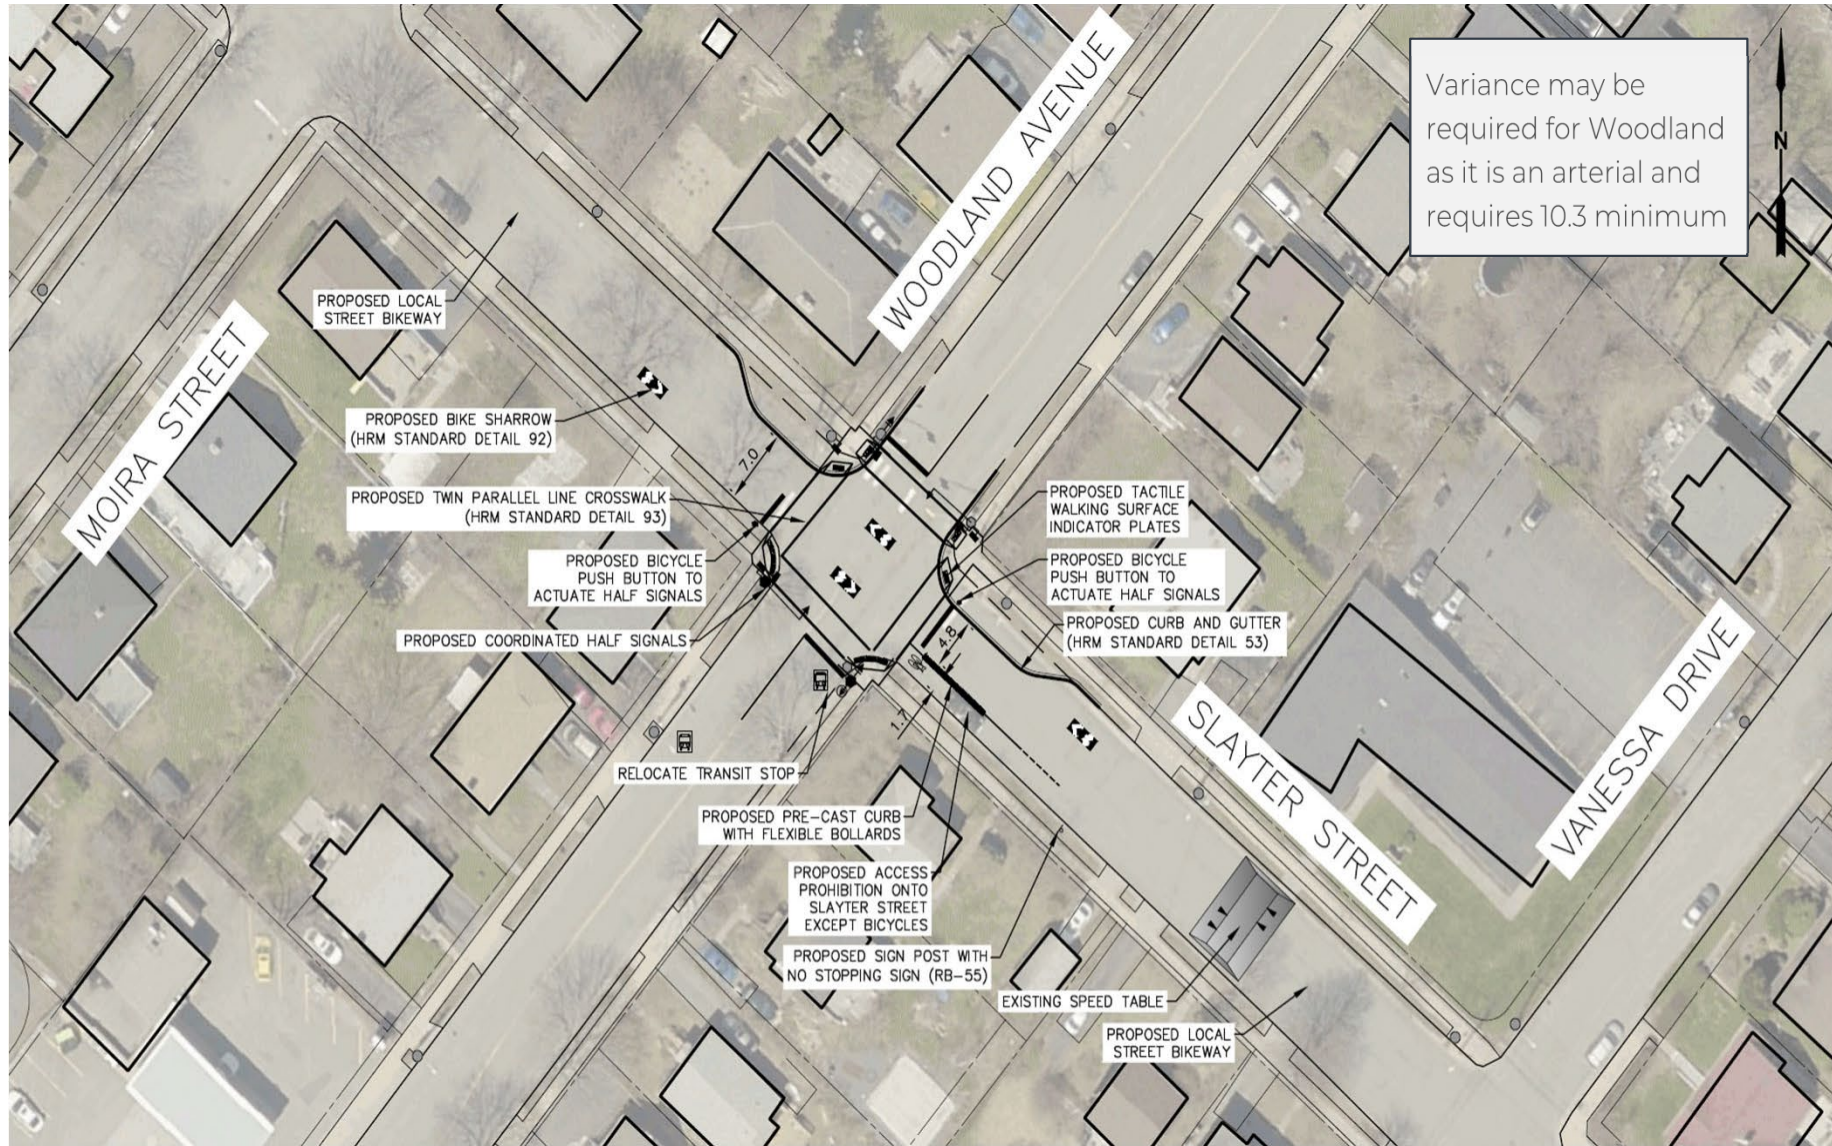 WOODLAND AVENUE
Variance may be
required for Woodland
as it is an arterial and
requires 10.3 minimum
N
PROPOSED LOCAL
STREET BIKEWAY
MOIRA STREET
PROPOSED BIKE SHARROW
(HRM STANDARD DETAIL 92)
7.0
PROPOSED TWIN PARALLEL LINE CROSSWALK
(HRM STANDARD DETAIL 93)
PROPOSED TACTILE
WALKING SURFACE
INDICATOR PLATES
PROPOSED BICYCLE
PUSH BUTTON TO
ACTUATE HALF SIGNALS
PROPOSED BICYCLE
PUSH BUTTON TO
ACTUATE HALF SIGNALS
PROPOSED COORDINATED HALF SIGNALS
PROPOSED CURB AND GUTTER
(HRM STANDARD DETAIL 53)
4.8
1.7
SLAYTER STREET
VANESSA DRIVE
RELOCATE TRANSIT STOP
PROPOSED PRE-CAST CURB
WITH FLEXIBLE BOLLARDS
PROPOSED ACCESS
PROHIBITION ONTO
SLAYTER STREET
EXCEPT BICYCLES
PROPOSED SIGN POST WITH
NO STOPPING SIGN (RB-55)
EXISTING SPEED TABLE
PROPOSED LOCAL
STREET BIKEWAY